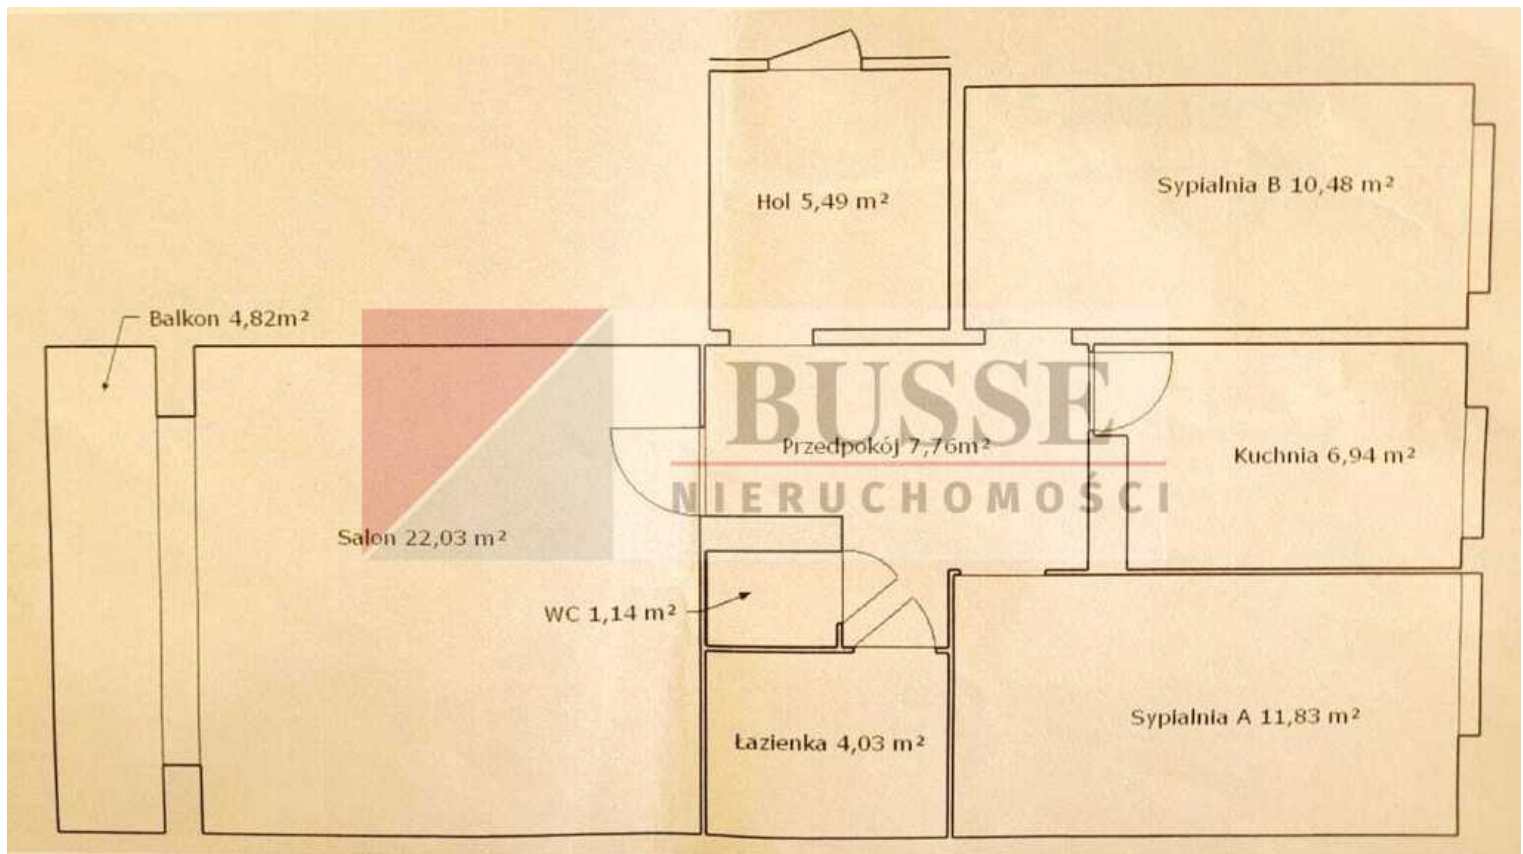 Hol 5,49 m²
Sypialnia B 10,48 m²
Balkon 4,82m²
BUSSE
Przedpokój 7,76m²
Kuchnia 6,94 m²
NIERUCHOMOŚCI
Salon 22,03 m²
WC 1,14 m²
Sypialnia A 11,83 m²
Łazienka 4,03 m²